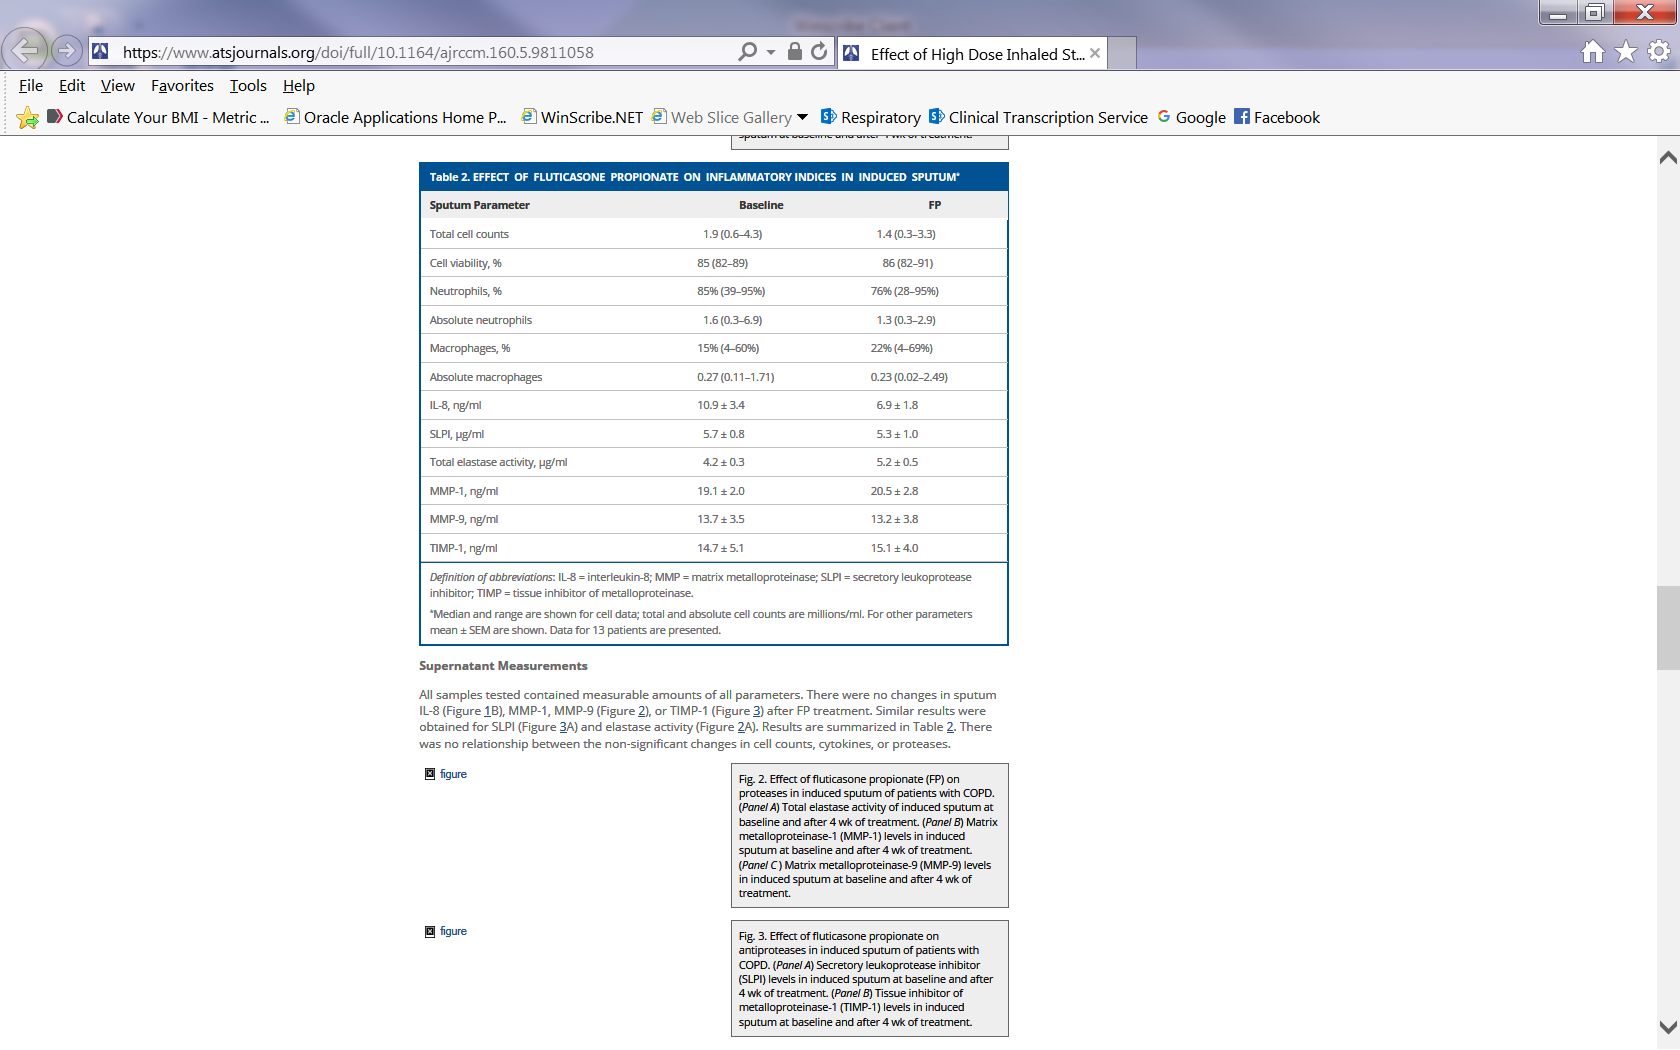 https://www.atsjournals.org/doi/full/10.1164/ajrccm.160.5.9811058
Effect of High Dose Inhaled St...
File Edit View Favorites Tools Help
Calculate Your BMI - Metric ... Oracle Applications Home P... WinScribe.NET Web Slice Gallery Respiratory Clinical Transcription Service Google Facebook
sputum at baseline and after 4 wk of treatment.
Table 2. EFFECT OF FLUTICASONE PROPIONATE ON INFLAMMATORY INDICES IN INDUCED SPUTUM*
Sputum Parameter Baseline FP
Total cell counts 1.9 (0.6–4.3) 1.4 (0.3–3.3)
Cell viability, % 85 (82–89) 86 (82–91)
Neutrophils, % 85% (39–95%) 76% (28–95%)
Absolute neutrophils 1.6 (0.3–6.9) 1.3 (0.3–2.9)
Macrophages, % 15% (4–60%) 22% (4–69%)
Absolute macrophages 0.27 (0.11–1.71) 0.23 (0.02–2.49)
IL-8, ng/ml 10.9 ± 3.4 6.9 ± 1.8
SLPI, μg/ml 5.7 ± 0.8 5.3 ± 1.0
Total elastase activity, μg/ml 4.2 ± 0.3 5.2 ± 0.5
MMP-1, ng/ml 19.1 ± 2.0 20.5 ± 2.8
MMP-9, ng/ml 13.7 ± 3.5 13.2 ± 3.8
TIMP-1, ng/ml 14.7 ± 5.1 15.1 ± 4.0
Definition of abbreviations: IL-8 = interleukin-8; MMP = matrix metalloproteinase; SLPI = secretory leukoprotease
inhibitor; TIMP = tissue inhibitor of metalloproteinase.
*Median and range are shown for cell data; total and absolute cell counts are millions/ml. For other parameters
mean ± SEM are shown. Data for 13 patients are presented.
Supernatant Measurements
All samples tested contained measurable amounts of all parameters. There were no changes in sputum
IL-8 (Figure 1B), MMP-1, MMP-9 (Figure 2), or TIMP-1 (Figure 3) after FP treatment. Similar results were
obtained for SLPI (Figure 3A) and elastase activity (Figure 2A). Results are summarized in Table 2. There
was no relationship between the non-significant changes in cell counts, cytokines, or proteases.
figure
Fig. 2. Effect of fluticasone propionate (FP) on
proteases in induced sputum of patients with COPD.
(Panel A) Total elastase activity of induced sputum at
baseline and after 4 wk of treatment. (Panel B) Matrix
metalloproteinase-1 (MMP-1) levels in induced
sputum at baseline and after 4 wk of treatment.
(Panel C ) Matrix metalloproteinase-9 (MMP-9) levels
in induced sputum at baseline and after 4 wk of
treatment.
figure
Fig. 3. Effect of fluticasone propionate on
antiproteases in induced sputum of patients with
COPD. (Panel A) Secretory leukoprotease inhibitor
(SLPI) levels in induced sputum at baseline and after
4 wk of treatment. (Panel B) Tissue inhibitor of
metalloproteinase-1 (TIMP-1) levels in induced
sputum at baseline and after 4 wk of treatment.